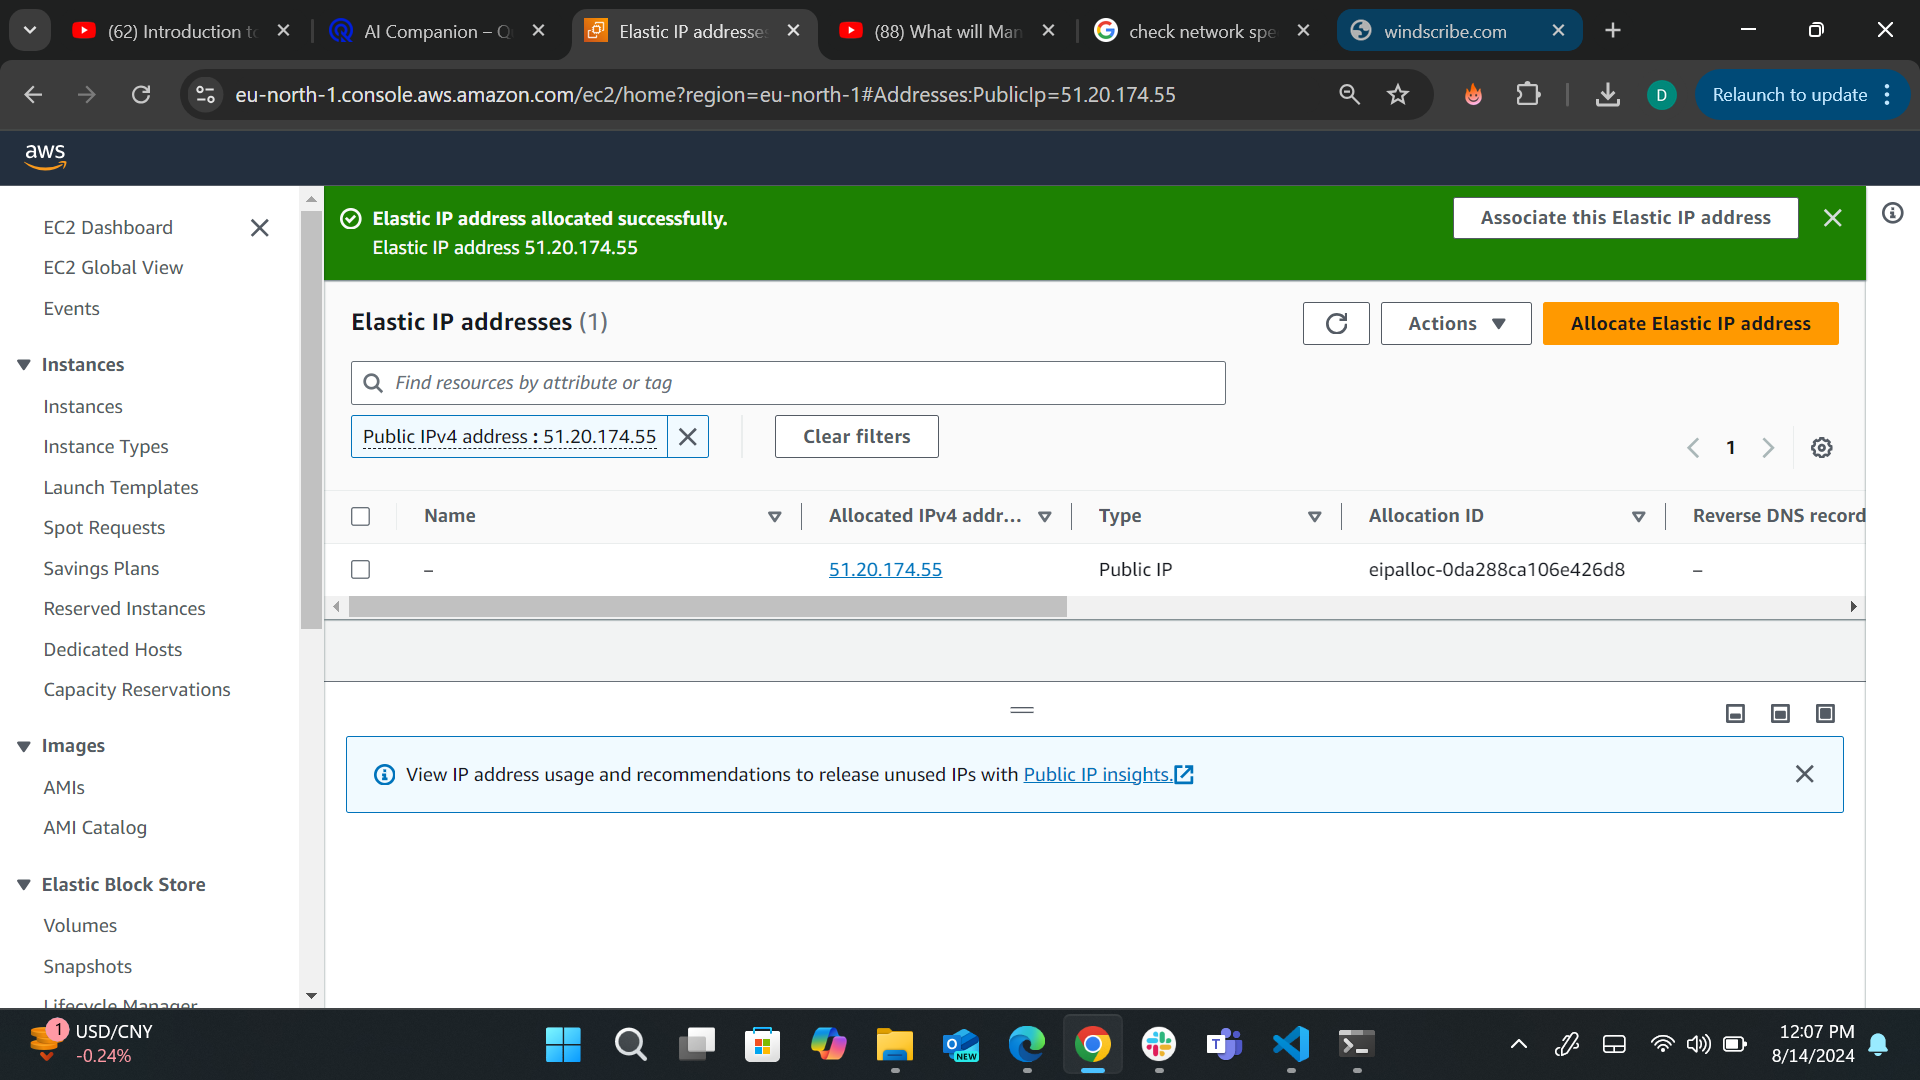 (62) Introduction to
AI Companion – Q
Elastic IP addresses
(88) What will Man
check network spe
windscribe.com
eu-north-1.console.aws.amazon.com/ec2/home?region=eu-north-1#Addresses:PublicIp=51.20.174.55
D
Relaunch to update
aws
EC2 Dashboard
EC2 Global View
Events
Instances
Instances
Instance Types
Launch Templates
Spot Requests
Savings Plans
Reserved Instances
Dedicated Hosts
Capacity Reservations
Images
AMIs
AMI Catalog
Elastic Block Store
Volumes
Snapshots
Lifecycle Manager
Elastic IP address allocated successfully.
Elastic IP address 51.20.174.55
Associate this Elastic IP address
Elastic IP addresses (1)
Actions
Allocate Elastic IP address
Find resources by attribute or tag
Public IPv4 address : 51.20.174.55
Clear filters
1
Name
Allocated IPv4 addr...
Type
Allocation ID
Reverse DNS record
–
51.20.174.55
Public IP
eipalloc-0da288ca106e426d8
–
View IP address usage and recommendations to release unused IPs with Public IP insights.
1
USD/CNY
-0.24%
NEW
12:07 PM
8/14/2024